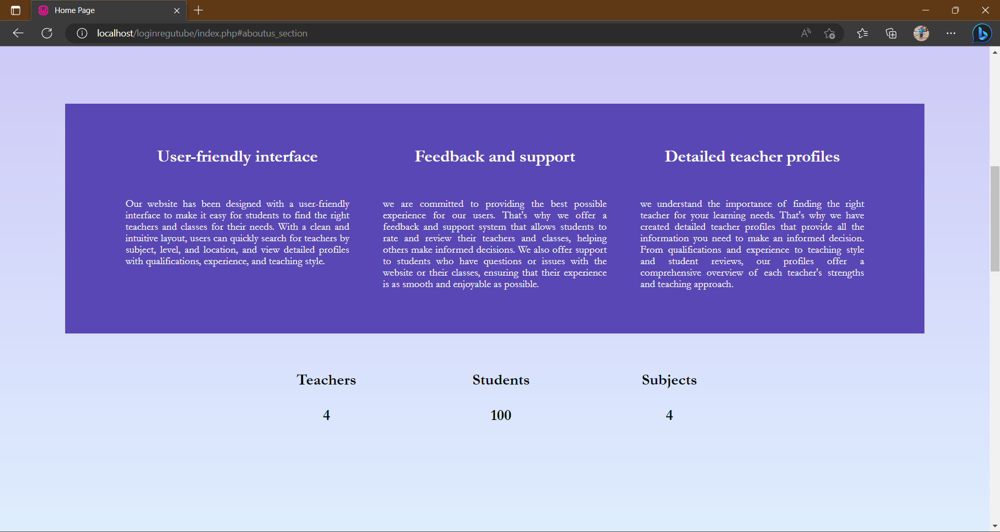 Home Page
localhost/loginregutube/index.php#aboutus_section
User-friendly interface
Our website has been designed with a user-friendly
interface to make it easy for students to find the right
teachers and classes for their needs. With a clean and
intuitive layout, users can quickly search for teachers by
subject, level, and location, and view detailed profiles
with qualifications, experience, and teaching style.
Feedback and support
we are committed to providing the best possible
experience for our users. That's why we offer a
feedback and support system that allows students to
rate and review their teachers and classes, helping
others make informed decisions. We also offer support
to students who have questions or issues with the
website or their classes, ensuring that their experience
is as smooth and enjoyable as possible.
Detailed teacher profiles
we understand the importance of finding the right
teacher for your learning needs. That's why we have
created detailed teacher profiles that provide all the
information you need to make an informed decision.
From qualifications and experience to teaching style
and student reviews, our profiles offer a
comprehensive overview of each teacher's strengths
and teaching approach.
Teachers
4
Students
100
Subjects
4